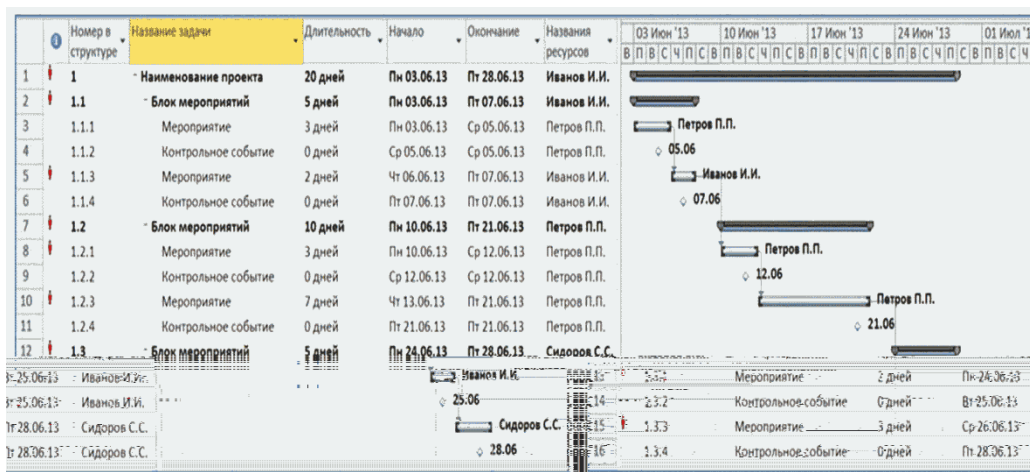 Номер в структуре Название задачи Длительность Начало Окончание Названия ресурсов 03 Июн '13 10 Июн '13 17 Июн '13 24 Июн '13 01 Июл '1
В П В С Ч П С В П В С Ч П С В П В С Ч П С В П В С Ч П С В П В С Ч
1 1 Наименование проекта 20 дней Пн 03.06.13 Пт 28.06.13 Иванов И.И.
2 1.1 Блок мероприятий 5 дней Пн 03.06.13 Пт 07.06.13 Иванов И.И.
3 1.1.1 Мероприятие 3 дней Пн 03.06.13 Ср 05.06.13 Петров П.П. Петров П.П.
4 1.1.2 Контрольное событие 0 дней Ср 05.06.13 Ср 05.06.13 Петров П.П. 05.06
5 1.1.3 Мероприятие 2 дней Чт 06.06.13 Пт 07.06.13 Иванов И.И. Иванов И.И.
6 1.1.4 Контрольное событие 0 дней Пт 07.06.13 Пт 07.06.13 Иванов И.И. 07.06
7 1.2 Блок мероприятий 10 дней Пн 10.06.13 Пт 21.06.13 Петров П.П.
8 1.2.1 Мероприятие 3 дней Пн 10.06.13 Ср 12.06.13 Петров П.П. Петров П.П.
9 1.2.2 Контрольное событие 0 дней Ср 12.06.13 Ср 12.06.13 Петров П.П. 12.06
10 1.2.3 Мероприятие 7 дней Чт 13.06.13 Пт 21.06.13 Петров П.П. Петров П.П.
11 1.2.4 Контрольное событие 0 дней Пт 21.06.13 Пт 21.06.13 Петров П.П. 21.06
12 1.3 Блок мероприятий 5 дней Пн 24.06.13 Пт 28.06.13 Сидоров С.С.
25.06.13 Иванов И.И. Иванов И.И. Мероприятие 2 дней Пн 24.06.13
25.06.13 Иванов И.И. 25.06 14 1.3.2 Контрольное событие 0 дней Вт 25.06.13
28.06.13 Сидоров С.С. Сидоров С.С. 15 1.3.3 Мероприятие 3 дней Ср 26.06.13
28.06.13 Сидоров С.С. 28.06 16 1.3.4 Контрольное событие 0 дней Пт 28.06.13